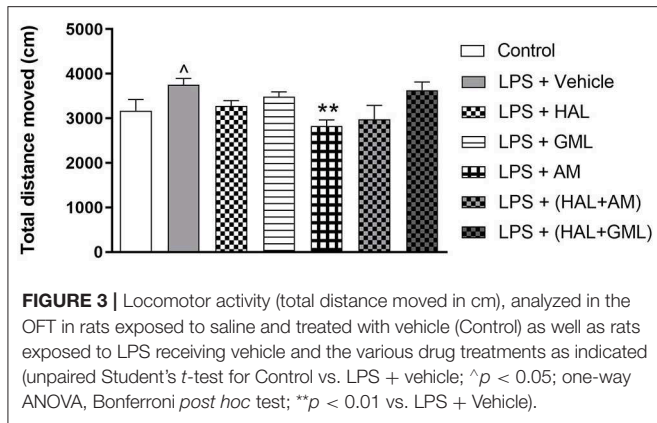 5000
4000
3000
2000
1000
0
Total distance moved (cm)
^
**
Control
LPS + Vehicle
LPS + HAL
LPS + GML
LPS + AM
LPS + (HAL+AM)
LPS + (HAL+GML)
FIGURE 3 | Locomotor activity (total distance moved in cm), analyzed in the
OFT in rats exposed to saline and treated with vehicle (Control) as well as rats
exposed to LPS receiving vehicle and the various drug treatments as indicated
(unpaired Student's t-test for Control vs. LPS + vehicle; ^p < 0.05; one-way
ANOVA, Bonferroni post hoc test; **p < 0.01 vs. LPS + Vehicle).